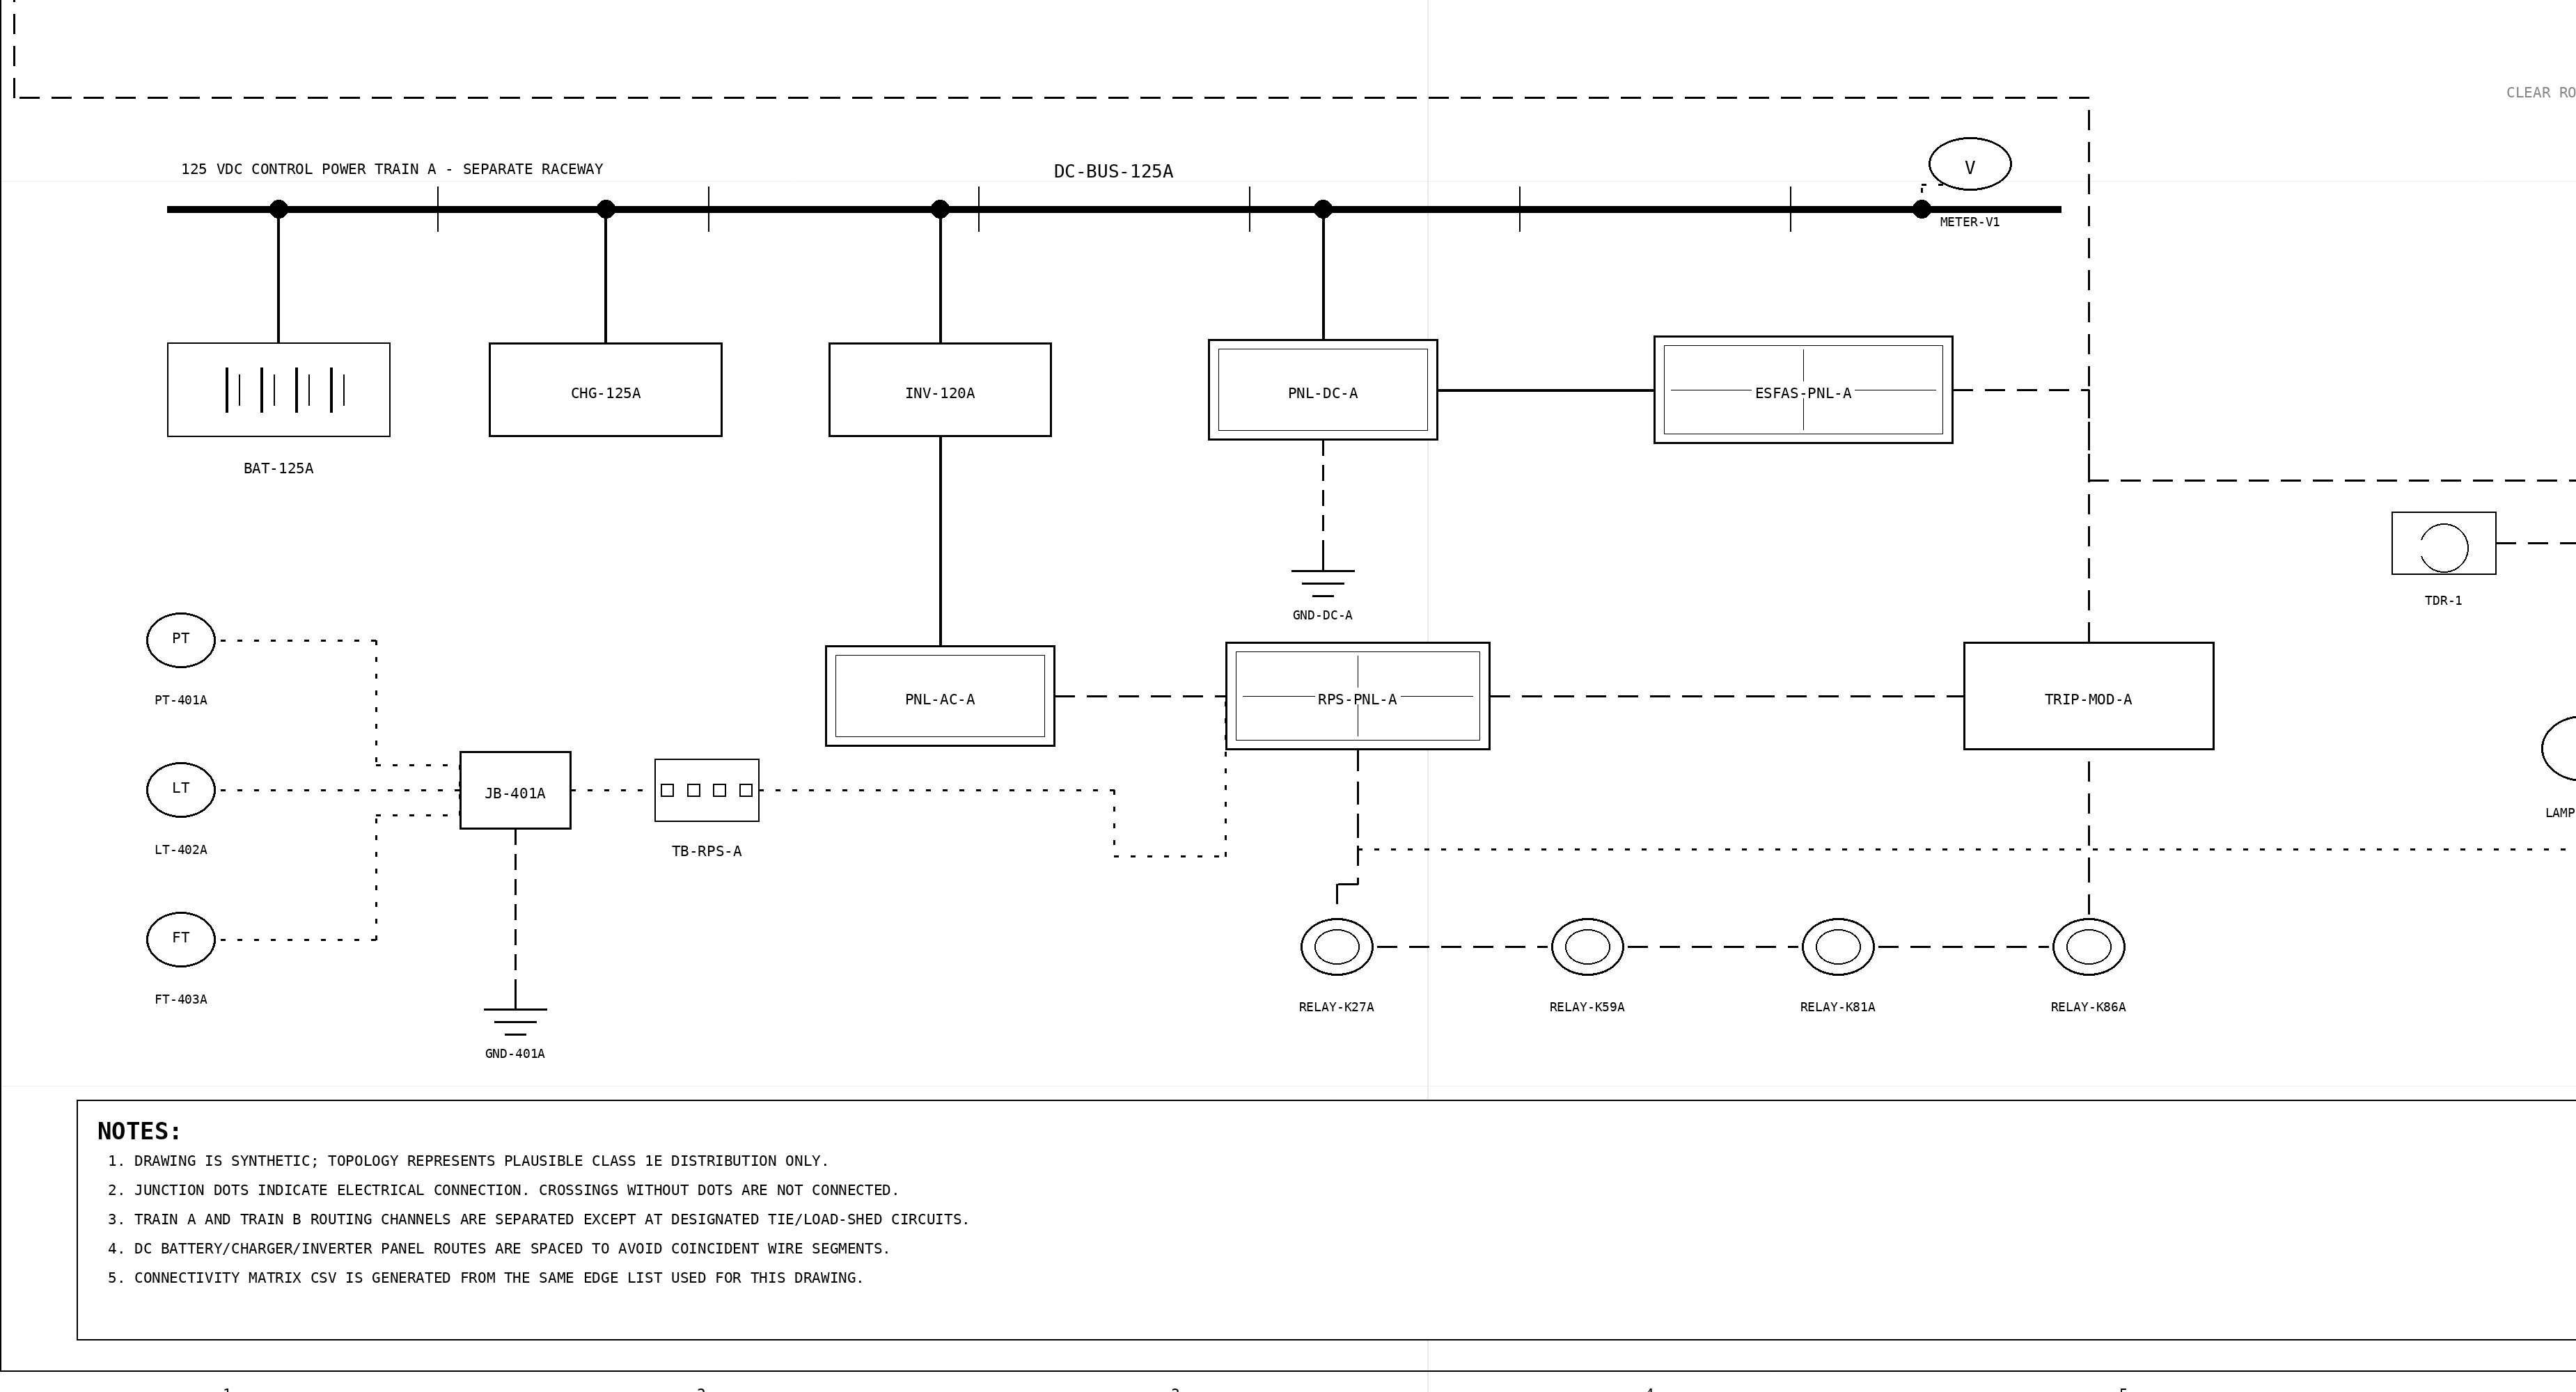 CLEAR RO
125 VDC CONTROL POWER TRAIN A - SEPARATE RACEWAY
DC-BUS-125A
V
METER-V1
CHG-125A
INV-120A
PNL-DC-A
ESFAS-PNL-A
BAT-125A
TDR-1
GND-DC-A
PT
PT-401A
PNL-AC-A
RPS-PNL-A
TRIP-MOD-A
LT
JB-401A
LAMP
LT-402A
TB-RPS-A
FT
FT-403A
RELAY-K27A
RELAY-K59A
RELAY-K81A
RELAY-K86A
GND-401A
NOTES:
1. DRAWING IS SYNTHETIC; TOPOLOGY REPRESENTS PLAUSIBLE CLASS 1E DISTRIBUTION ONLY.
2. JUNCTION DOTS INDICATE ELECTRICAL CONNECTION. CROSSINGS WITHOUT DOTS ARE NOT CONNECTED.
3. TRAIN A AND TRAIN B ROUTING CHANNELS ARE SEPARATED EXCEPT AT DESIGNATED TIE/LOAD-SHED CIRCUITS.
4. DC BATTERY/CHARGER/INVERTER PANEL ROUTES ARE SPACED TO AVOID COINCIDENT WIRE SEGMENTS.
5. CONNECTIVITY MATRIX CSV IS GENERATED FROM THE SAME EDGE LIST USED FOR THIS DRAWING.